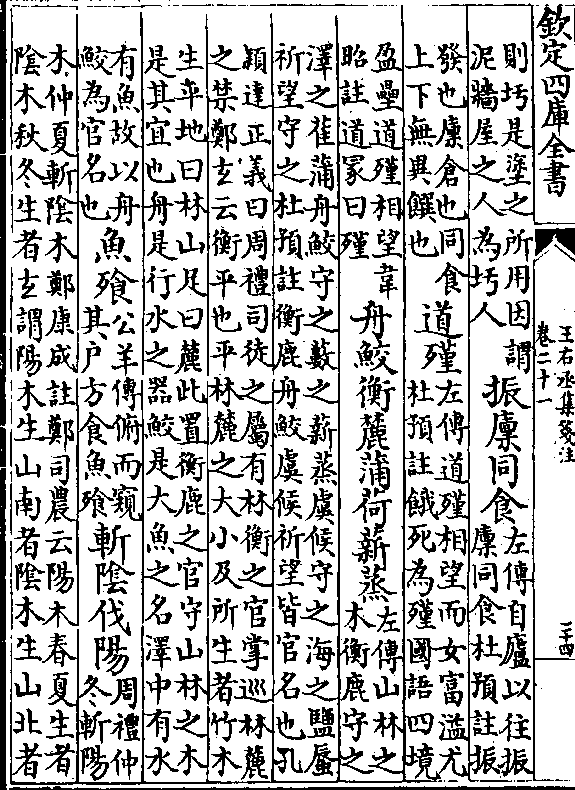 欽定四庫全書
王右丞集箋注
卷二十一
則圬是塗之所用因謂
泥牆屋之人為圬人
振廩同食
左傳自廬以往振
廩同食杜預註振
發也廩倉也同食
上下無異饌也
道殣
左傳道殣相望而女富溢尤
杜預註餓死為殣國語四境
盈壘道殣相望韋
昭註道冢曰殣
舟鮫衡麓蒲荷薪蒸
左傳山林之
木衡鹿守之
澤之萑蒲舟鮫守之藪之薪蒸虞候守之海之鹽蜃
祈望守之杜預註衡鹿舟鮫虞候祈望皆官名也孔
穎達正義曰周禮司徒之屬有林衡之官掌巡林麓
之禁鄭玄云衡平也平林麓之大小及所生者竹木
生平地曰林山足曰麓此置衡鹿之官守山林之木
是其宜也舟是行水之器鮫是大魚之名澤中有水
有魚故以舟
鮫為官名也
魚飱
公羊傳俯而窺
其戶方食魚飱
斬陰伐陽
周禮仲
冬斬陽
木仲夏斬陰木鄭康成註鄭司農云陽木春夏生者
陰木秋冬生者玄謂陽木生山南者陰木生山北者